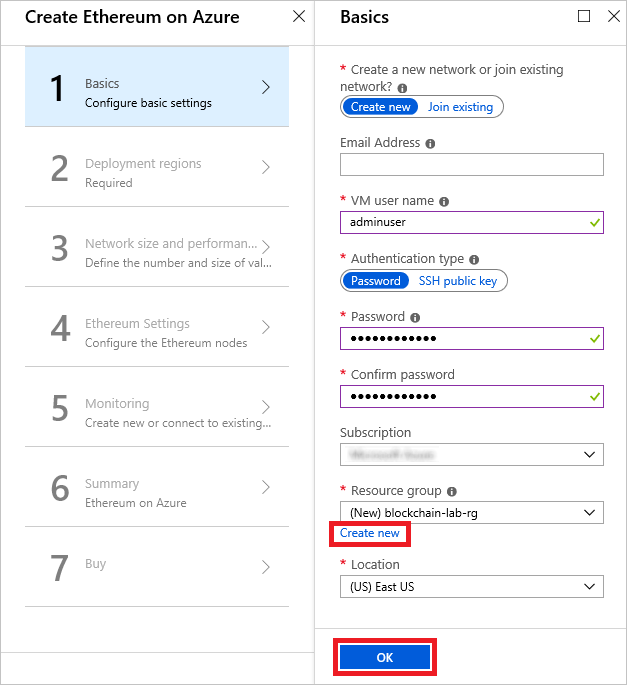 Create Ethereum on Azure
1
Basics
Configure basic settings
2
Deployment regions
Required
3
Network size and performan...
Define the number and size of val...
4
Ethereum Settings
Configure the Ethereum nodes
5
Monitoring
Create new or connect to existing...
6
Summary
Ethereum on Azure
7
Buy
Basics
* Create a new network or join existing
network?
Create new Join existing
Email Address
* VM user name
adminuser
* Authentication type
Password SSH public key
* Password
••••••••••••
* Confirm password
••••••••••••
Subscription
* Resource group
(New) blockchain-lab-rg
Create new
* Location
(US) East US
OK